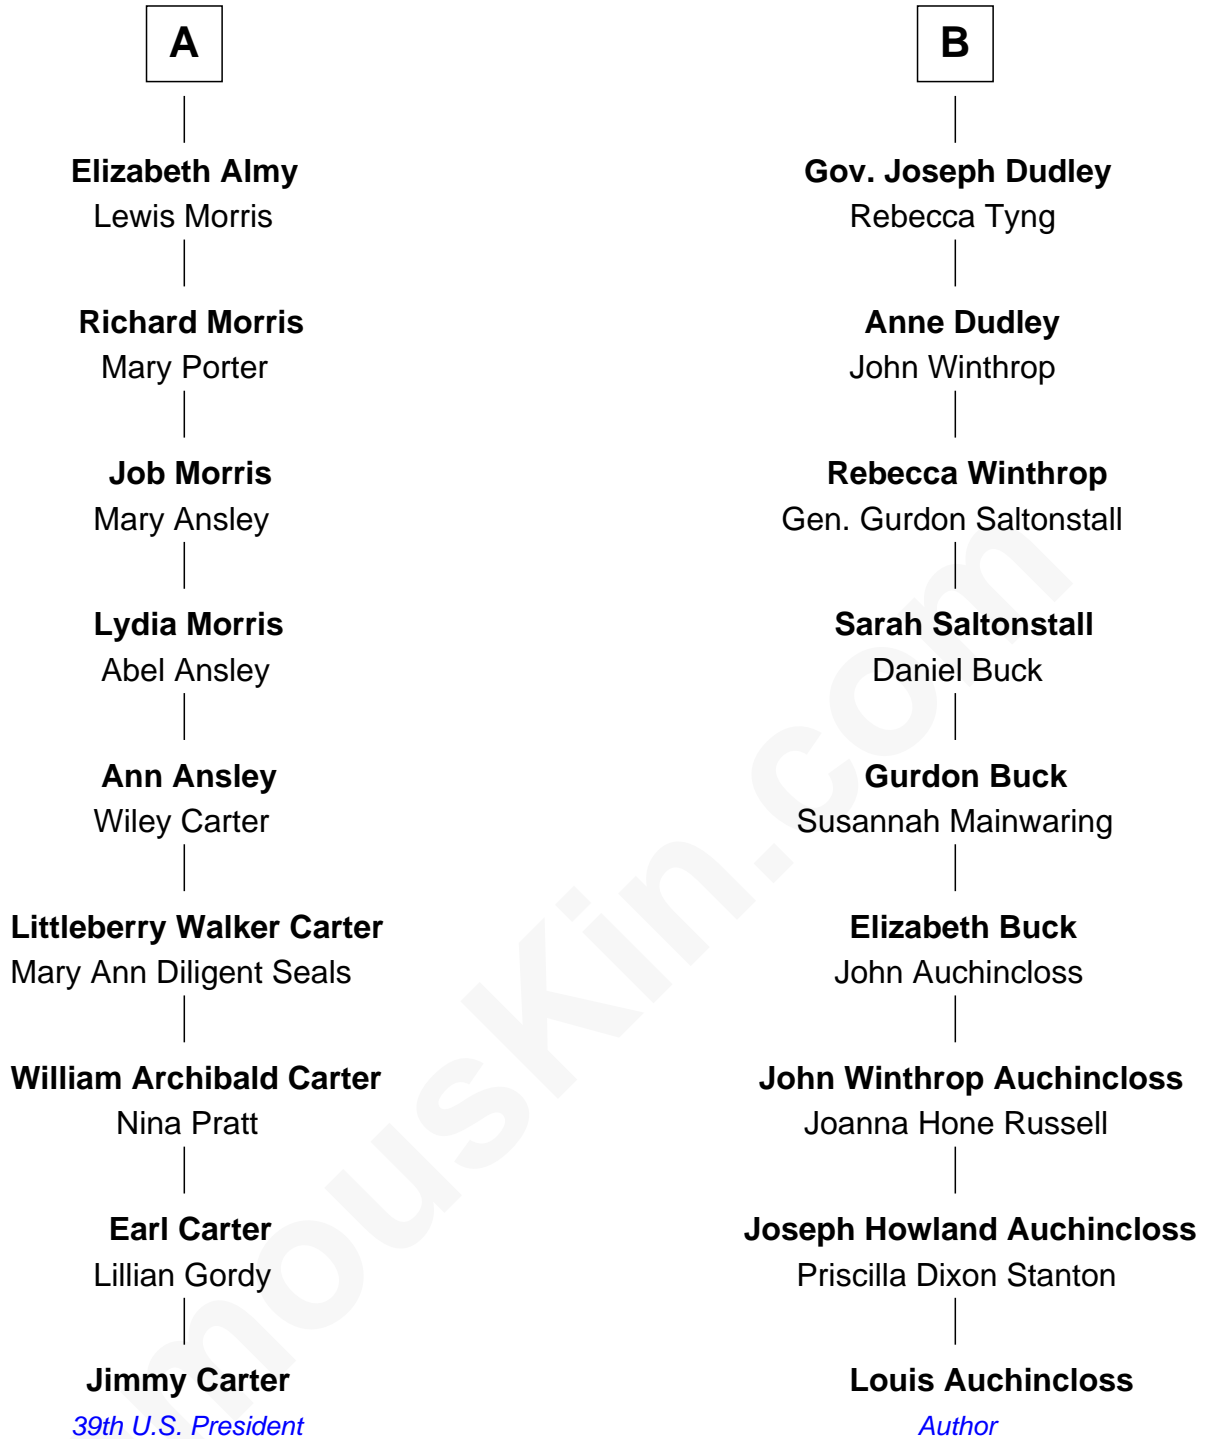 A
Elizabeth Almy
Lewis Morris
Richard Morris
Mary Porter
Job Morris
Mary Ansley
Lydia Morris
Abel Ansley
Ann Ansley
Wiley Carter
Littleberry Walker Carter
Mary Ann Diligent Seals
William Archibald Carter
Nina Pratt
Earl Carter
Lillian Gordy
Jimmy Carter
39th U.S. President
B
Gov. Joseph Dudley
Rebecca Tyng
Anne Dudley
John Winthrop
Rebecca Winthrop
Gen. Gurdon Saltonstall
Sarah Saltonstall
Daniel Buck
Gurdon Buck
Susannah Mainwaring
Elizabeth Buck
John Auchincloss
John Winthrop Auchincloss
Joanna Hone Russell
Joseph Howland Auchincloss
Priscilla Dixon Stanton
Louis Auchincloss
Author
mousKin.com